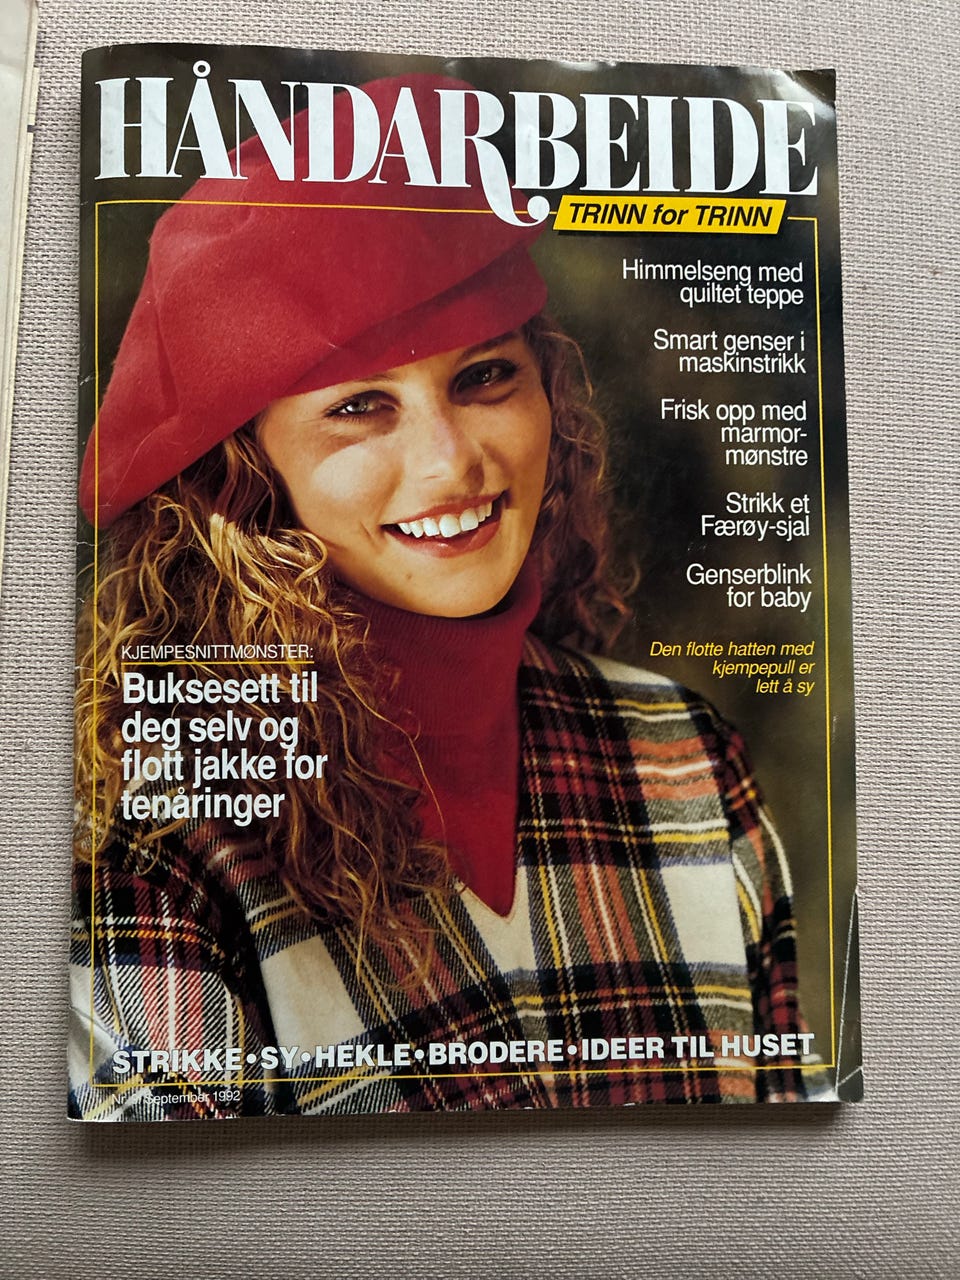 HÅNDARBEIDE
TRINN for TRINN
Himmelseng med
quiltet teppe
Smart genser i
maskinstrikk
Frisk opp med
marmor-
mønstre
Strikk et
Færøy-sjal
Genserblink
for baby
Den flotte hatten med
kjempepull er
lett å sy
KJEMPESNITTMØNSTER:
Buksesett til
deg selv og
flott jakke for
tenåringer
STRIKKE•SY•HEKLE•BRODERE•IDEER TIL HUSET
Nr. September 1992